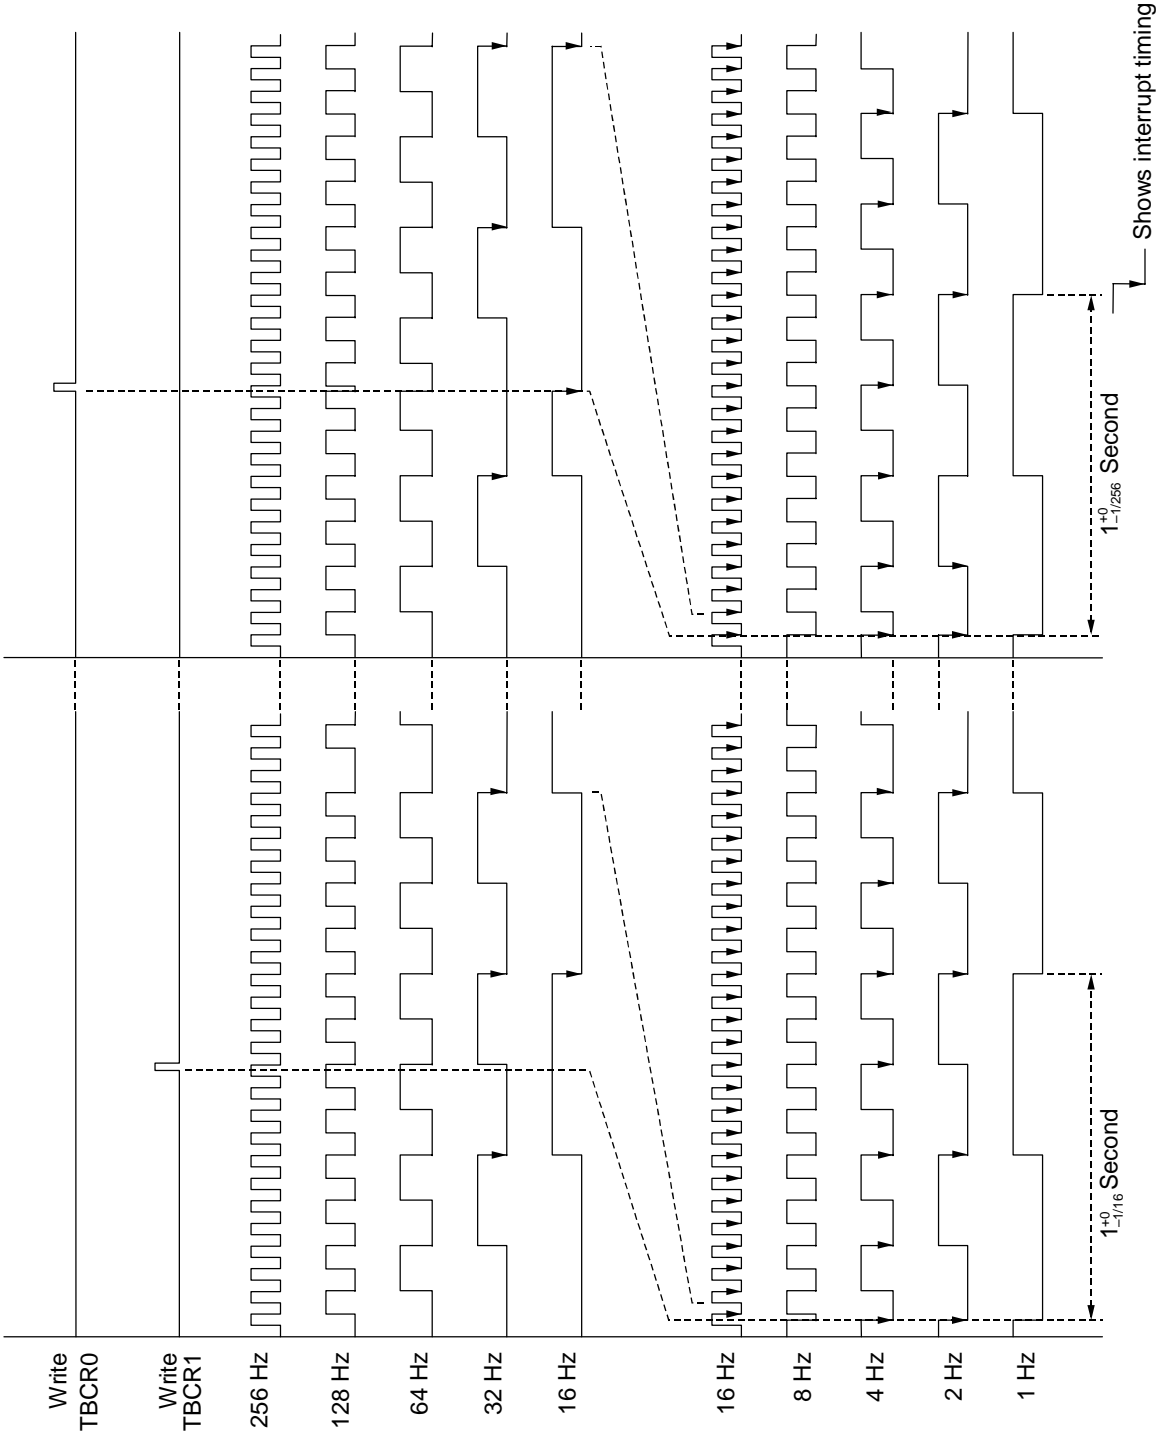 Write
TBCR0
Write
TBCR1
256 Hz
128 Hz
64 Hz
32 Hz
16 Hz
16 Hz
8 Hz
4 Hz
2 Hz
1 Hz
1 +0 –1/16 Second
1 +0 –1/256 Second
Shows interrupt timing